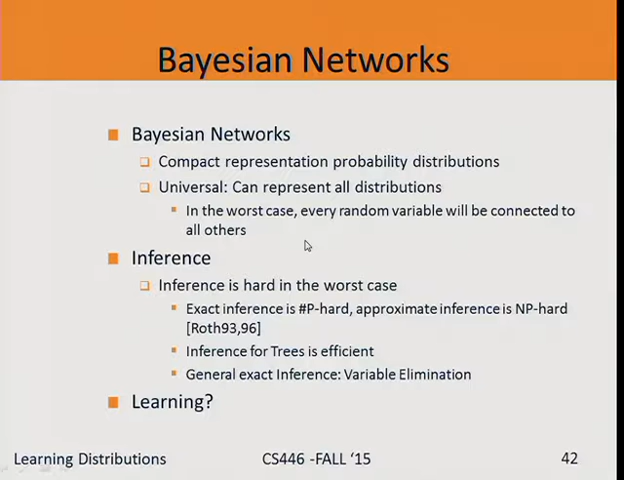 Bayesian Networks
Bayesian Networks
Compact representation probability distributions
Universal: Can represent all distributions
In the worst case, every random variable will be connected to
all others
Inference
Inference is hard in the worst case
Exact inference is #P-hard, approximate inference is NP-hard
[Roth93,96]
Inference for Trees is efficient
General exact Inference: Variable Elimination
Learning?
Learning Distributions
CS446 -FALL ‘15
42